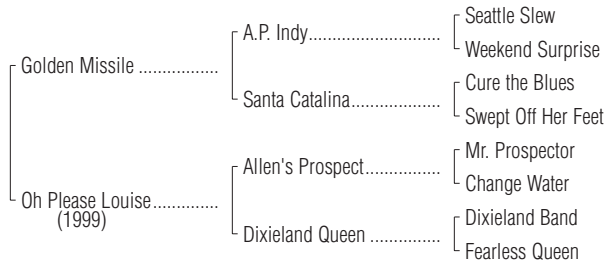 Seattle Slew
A.P. Indy
Weekend Surprise
Golden Missile
Cure the Blues
Santa Catalina
Swept Off Her Feet
Mr. Prospector
Allen's Prospect
Change Water
Oh Please Louise
(1999)
Dixieland Band
Dixieland Queen
Fearless Queen